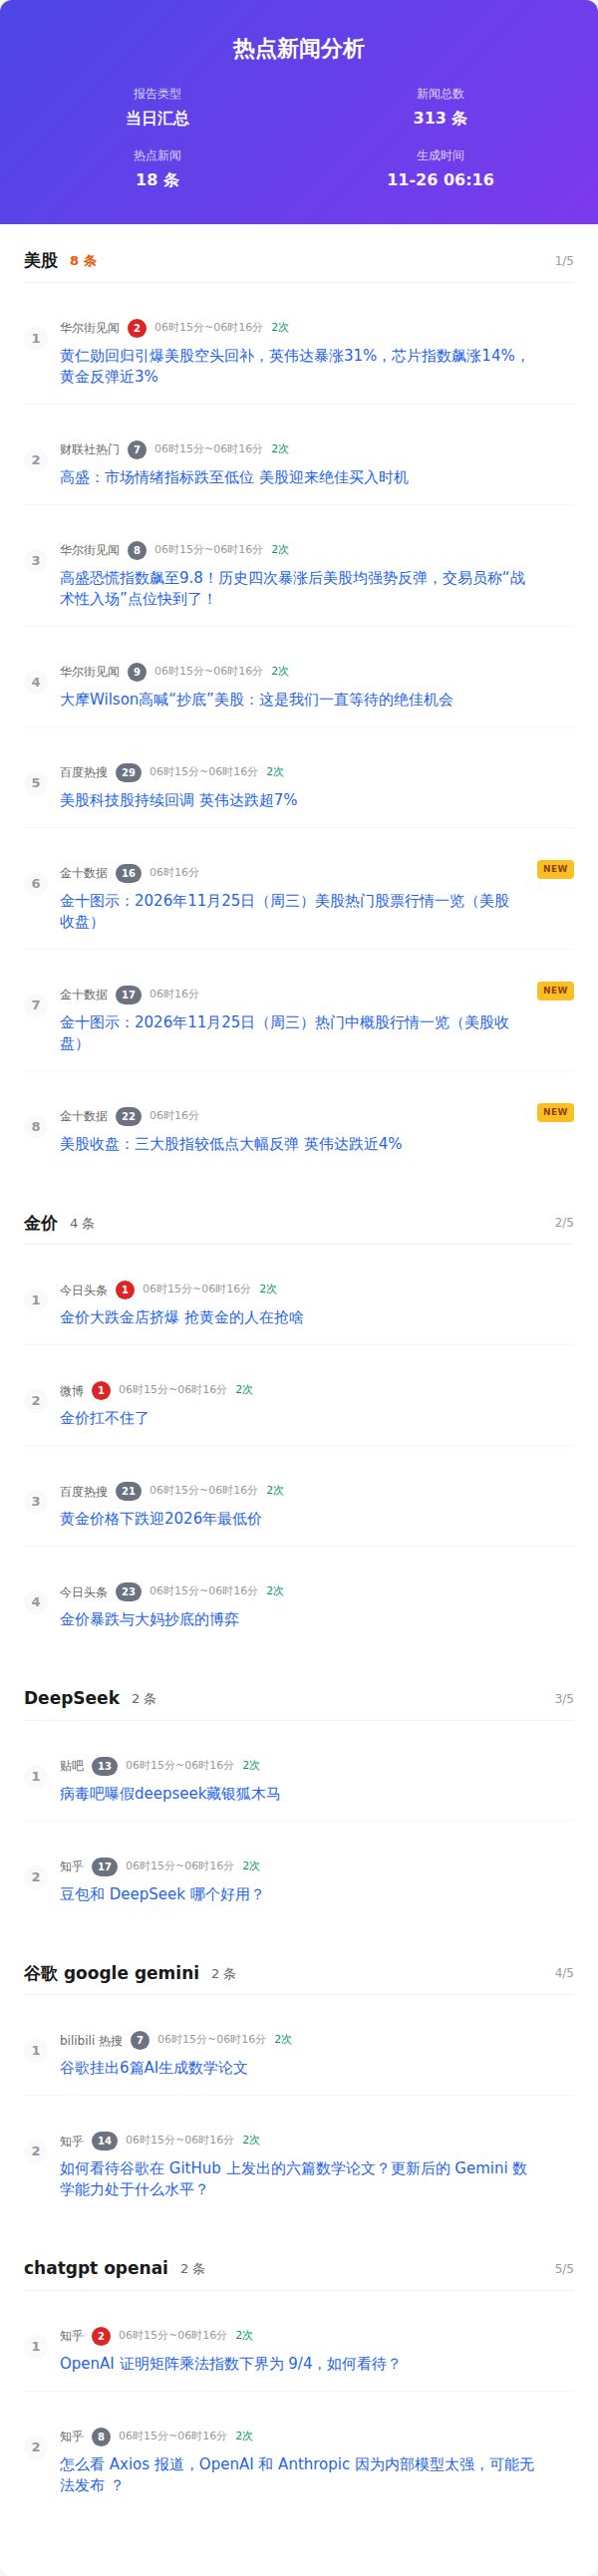 热点新闻分析
报告类型
新闻总数
当日汇总
313 条
热点新闻
生成时间
18 条
11-26 06:16
美股 8 条 1/5
1 华尔街见闻 2 06时15分~06时16分 2次
黄仁勋回归引爆美股空头回补，英伟达暴涨31%，芯片指数飙涨14%，
黄金反弹近3%
2 财联社热门 7 06时15分~06时16分 2次
高盛：市场情绪指标跌至低位 美股迎来绝佳买入时机
3 华尔街见闻 8 06时15分~06时16分 2次
高盛恐慌指数飙至9.8！历史四次暴涨后美股均强势反弹，交易员称“战
术性入场”点位快到了！
4 华尔街见闻 9 06时15分~06时16分 2次
大摩Wilson高喊“抄底”美股：这是我们一直等待的绝佳机会
5 百度热搜 29 06时15分~06时16分 2次
美股科技股持续回调 英伟达跌超7%
6 金十数据 16 06时16分 NEW
金十图示：2026年11月25日（周三）美股热门股票行情一览（美股
收盘）
7 金十数据 17 06时16分 NEW
金十图示：2026年11月25日（周三）热门中概股行情一览（美股收
盘）
8 金十数据 22 06时16分 NEW
美股收盘：三大股指较低点大幅反弹 英伟达跌近4%
金价 4 条 2/5
1 今日头条 1 06时15分~06时16分 2次
金价大跌金店挤爆 抢黄金的人在抢啥
2 微博 1 06时15分~06时16分 2次
金价扛不住了
3 百度热搜 21 06时15分~06时16分 2次
黄金价格下跌迎2026年最低价
4 今日头条 23 06时15分~06时16分 2次
金价暴跌与大妈抄底的博弈
DeepSeek 2 条 3/5
1 贴吧 13 06时15分~06时16分 2次
病毒吧曝假deepseek藏银狐木马
2 知乎 17 06时15分~06时16分 2次
豆包和 DeepSeek 哪个好用？
谷歌 google gemini 2 条 4/5
1 bilibili 热搜 7 06时15分~06时16分 2次
谷歌挂出6篇AI生成数学论文
2 知乎 14 06时15分~06时16分 2次
如何看待谷歌在 GitHub 上发出的六篇数学论文？更新后的 Gemini 数
学能力处于什么水平？
chatgpt openai 2 条 5/5
1 知乎 2 06时15分~06时16分 2次
OpenAI 证明矩阵乘法指数下界为 9/4，如何看待？
2 知乎 8 06时15分~06时16分 2次
怎么看 Axios 报道，OpenAI 和 Anthropic 因为内部模型太强，可能无
法发布 ？